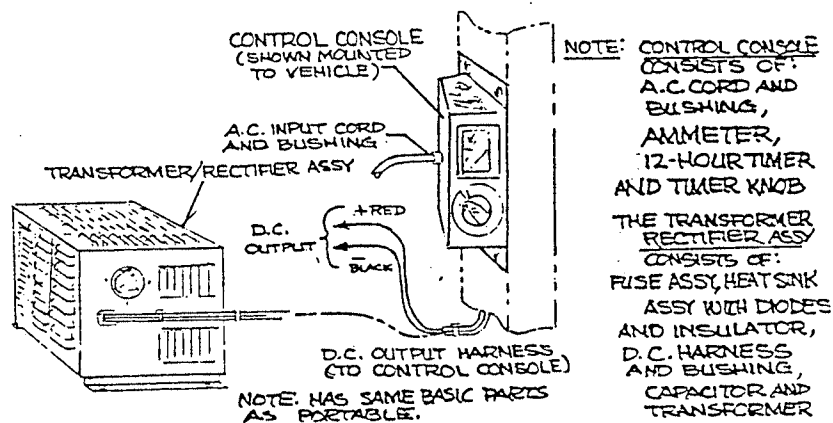 CONTROL CONSOLE
(SHOWN MOUNTED
TO VEHICLE)
A.C. INPUT CORD
AND BUSHING
TRANSFORMER/RECTIFIER ASSY
D.C.
OUTPUT
+RED
- BLACK
D.C. OUTPUT HARNESS
(TO CONTROL CONSOLE)
NOTE: HAS SAME BASIC PARTS
AS PORTABLE.
NOTE: CONTROL CONSOLE
CONSISTS OF:
A.C. CORD AND
BUSHING,
AMMETER,
12-HOUR TIMER
AND TIMER KNOB
THE TRANSFORMER
RECTIFIER ASSY
CONSISTS OF:
FUSE ASSY, HEAT SINK
ASSY WITH DIODES
AND INSULATOR,
D.C. HARNESS
AND BUSHING,
CAPACITOR AND
TRANSFORMER